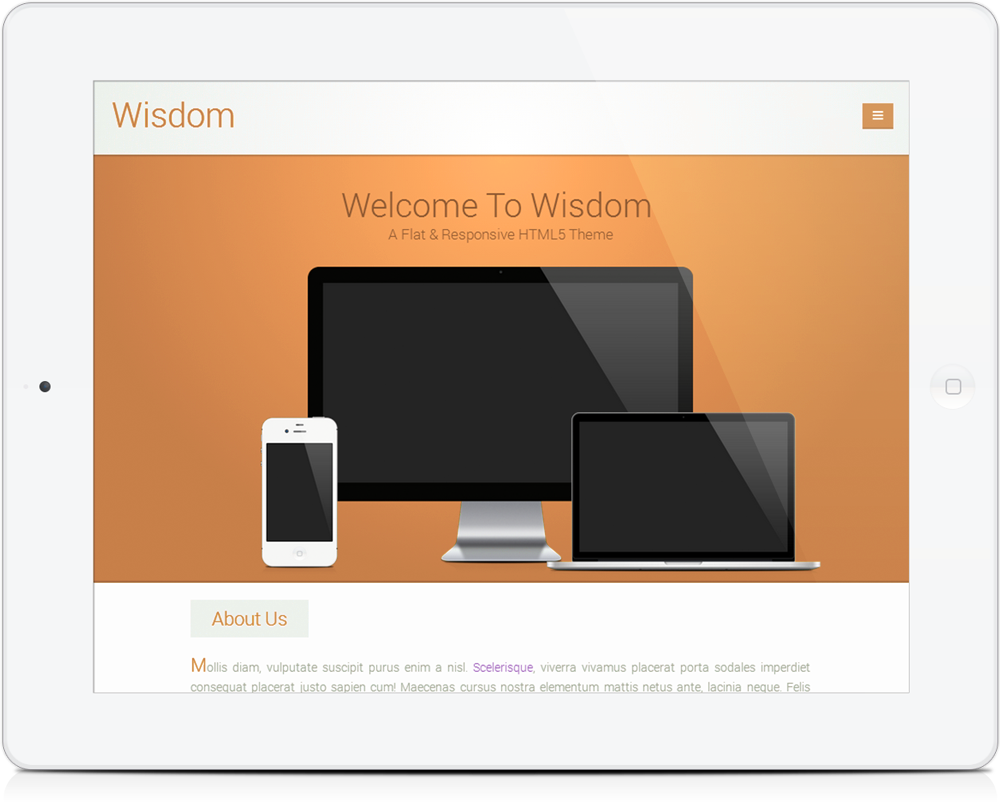 Wisdom
Welcome To Wisdom
A Flat & Responsive HTML5 Theme
About Us
Mollis diam, vulputate suscipit purus enim a nisl. Scelerisque, viverra vivamus placerat porta sodales imperdiet
consequat placerat justo sapien cum! Maecenas cursus nostra elementum mattis netus ante, lacinia neque. Felis